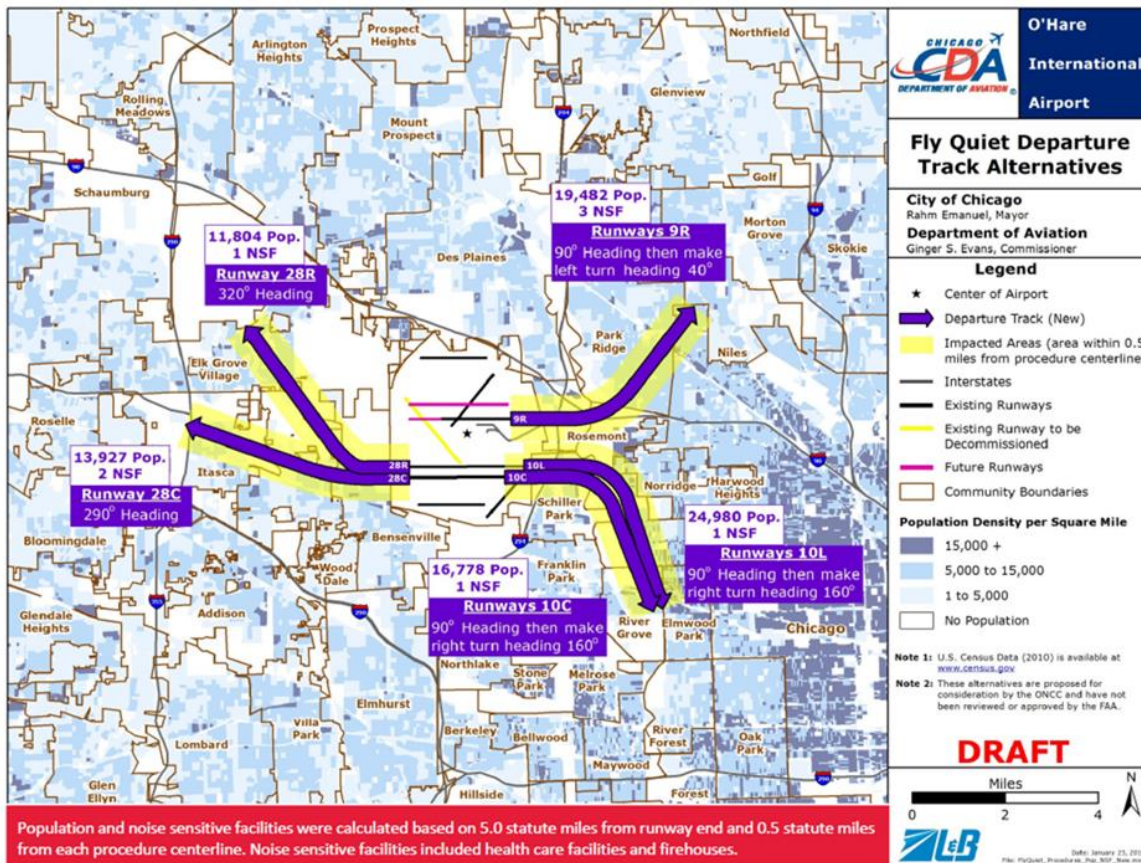 Arlington
Heights
Prospect
Heights
Northfield
Rolling
Meadows
Mount
Prospect
Glenview
294
90
Schaumburg
Golf
94
Morton
Grove
Skokie
290
Des Plaines
19,482 Pop.
3 NSF
Runways 9R
90° Heading then make
left turn heading 40°
11,804 Pop.
1 NSF
Runway 28R
320° Heading
Park
Ridge
Niles
Elk Grove
Village
Roselle
9R
Rosemont
90
13,927 Pop.
2 NSF
Runway 28C
290° Heading
Itasca
28R
28C
10L
10C
Norridge
Harwood
Heights
Schiller
Park
Bensenville
Bloomingdale
Wood
Dale
294
Franklin
Park
24,980 Pop.
1 NSF
Runways 10L
90° Heading then make
right turn heading 160°
16,778 Pop.
1 NSF
Runways 10C
90° Heading then make
right turn heading 160°
355
Addison
290
Glendale
Heights
River
Grove
Elmwood
Park
Chicago
Northlake
Stone
Park
Melrose
Park
Elmhurst
Villa
Park
Lombard
Berkeley
Bellwood
River
Forest
Oak
Park
Maywood
Glen
Ellyn
Hillside
Forest
290
Population and noise sensitive facilities were calculated based on 5.0 statute miles from runway end and 0.5 statute miles
from each procedure centerline. Noise sensitive facilities included health care facilities and firehouses.
CHICAGO
CDA
DEPARTMENT OF AVIATION
O'Hare
International
Airport
Fly Quiet Departure
Track Alternatives
City of Chicago
Rahm Emanuel, Mayor
Department of Aviation
Ginger S. Evans, Commissioner
Legend
Center of Airport
Departure Track (New)
Impacted Areas (area within 0.5
miles from procedure centerline
Interstates
Existing Runways
Existing Runway to be
Decommissioned
Future Runways
Community Boundaries
Population Density per Square Mile
15,000 +
5,000 to 15,000
1 to 5,000
No Population
Note 1: U.S. Census Data (2010) is available at
www.census.gov
Note 2: These alternatives are proposed for
consideration by the ONCC and have not
been reviewed or approved by the FAA.
DRAFT
Miles
0 2 4
N
L&B
Date: January 25, 201